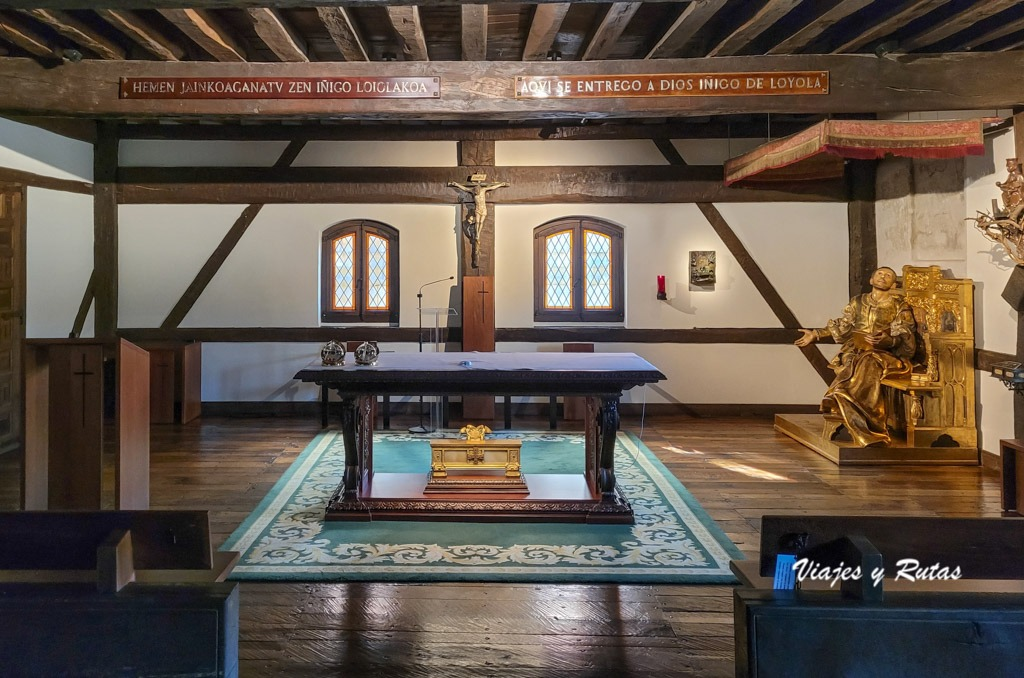 HEMEN JAINKOAGANATV ZEN IÑIGO LOIOLAKOA
AQVI SE ENTREGO A DIOS IÑIGO DE LOYOLA
Viajes y Rutas